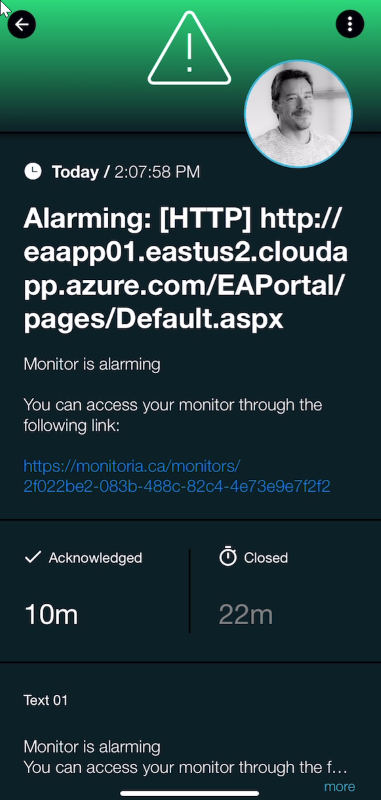 Today / 2:07:58 PM
Alarming: [HTTP] http://
eaapp01.eastus2.clouda
pp.azure.com/EAPortal/
pages/Default.aspx
Monitor is alarming
You can access your monitor through the
following link:
https://monitoria.ca/monitors/
2f022be2-083b-488c-82c4-4e73e9e7f2f2
Acknowledged
Closed
10m
22m
Text 01
Monitor is alarming
You can access your monitor through the f...
more